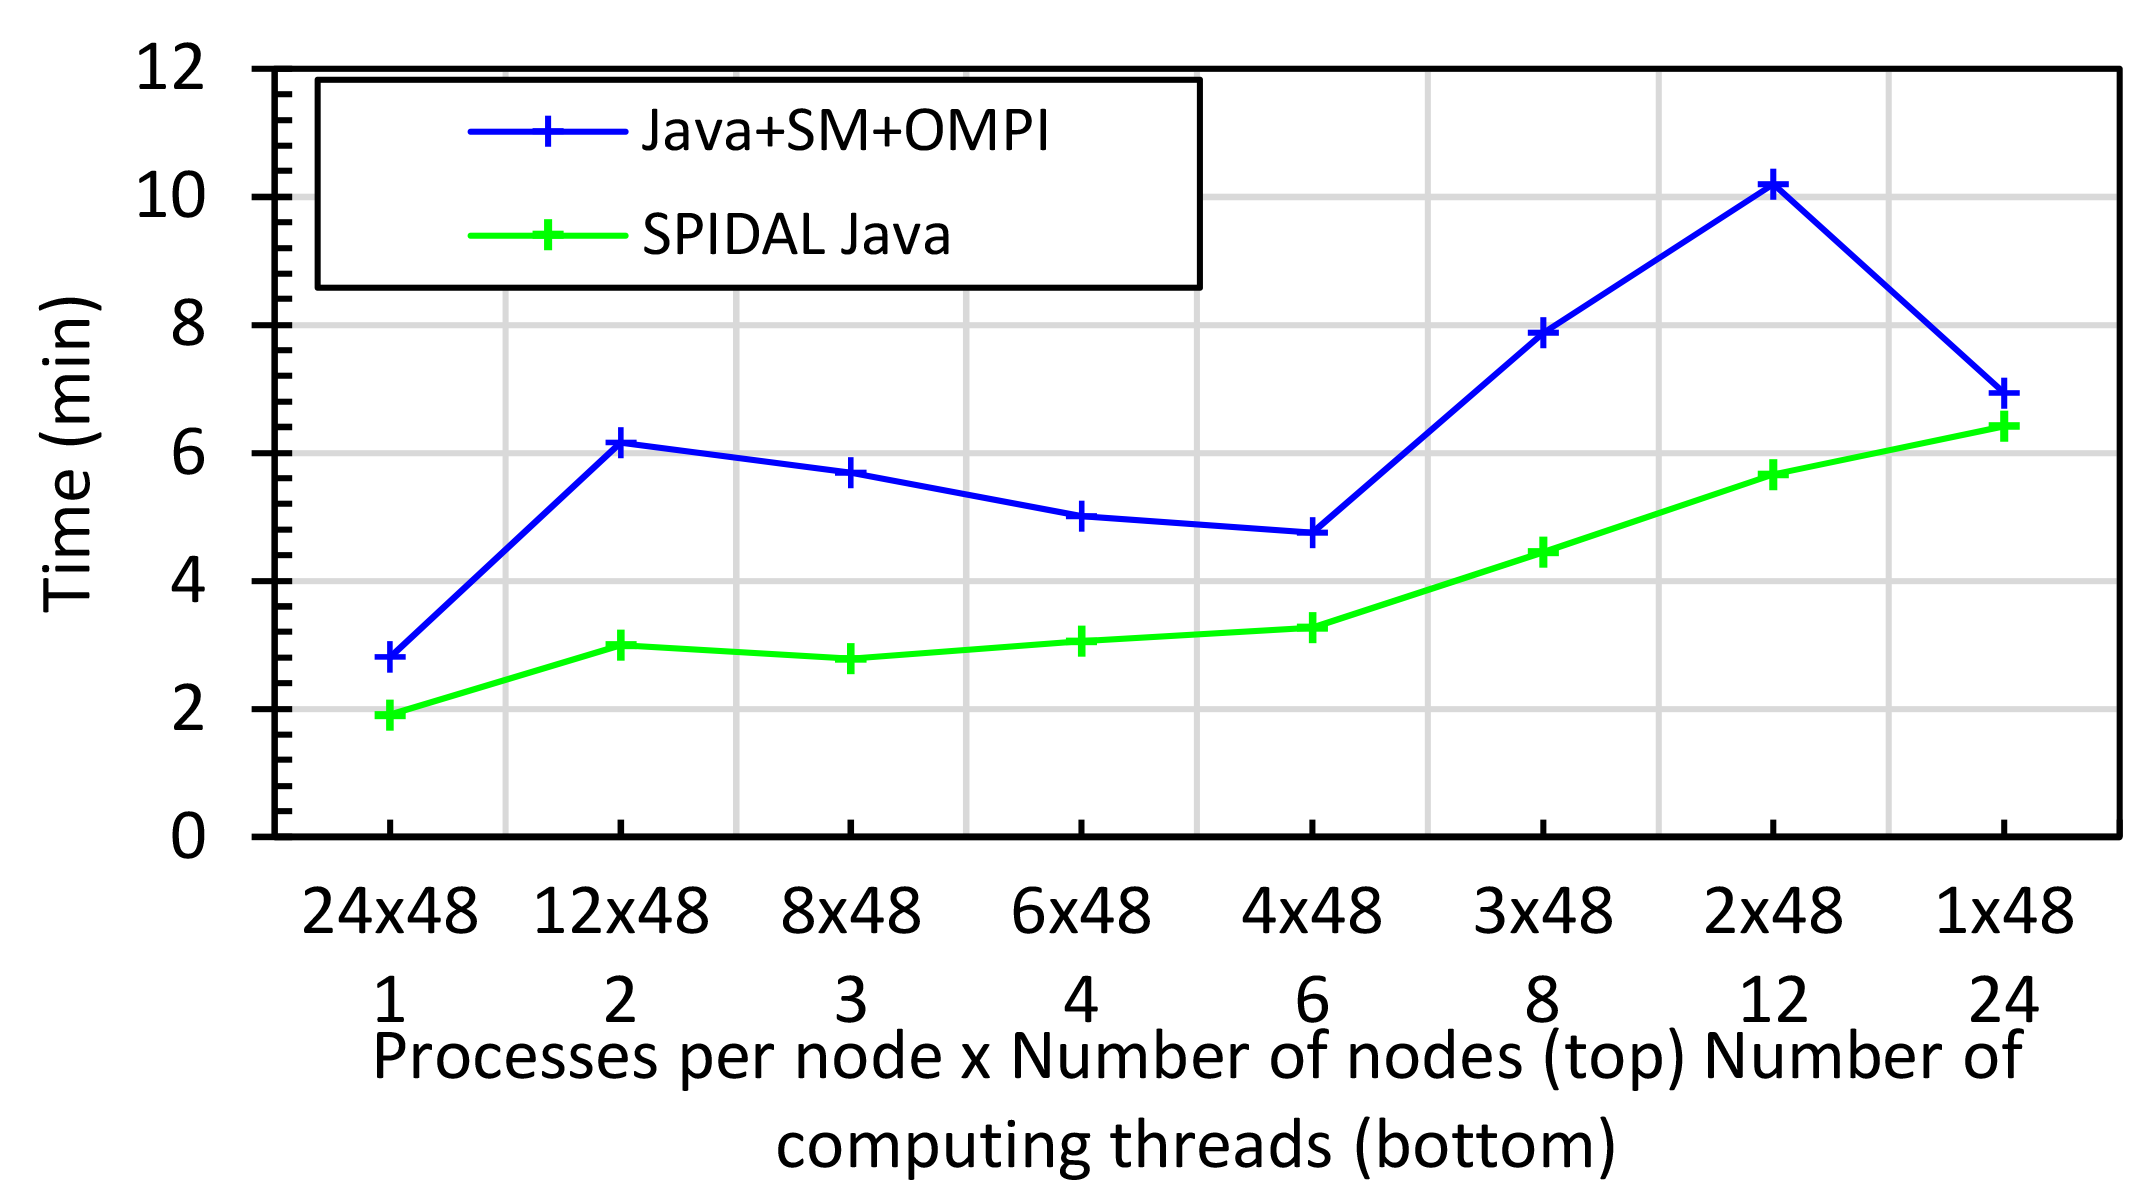 12
10
8
6
4
2
0
Time (min)
Java+SM+OMPI
SPIDAL Java
24x48 12x48 8x48 6x48 4x48 3x48 2x48 1x48
1 2 3 4 6 8 12 24
Processes per node x Number of nodes (top) Number of
computing threads (bottom)